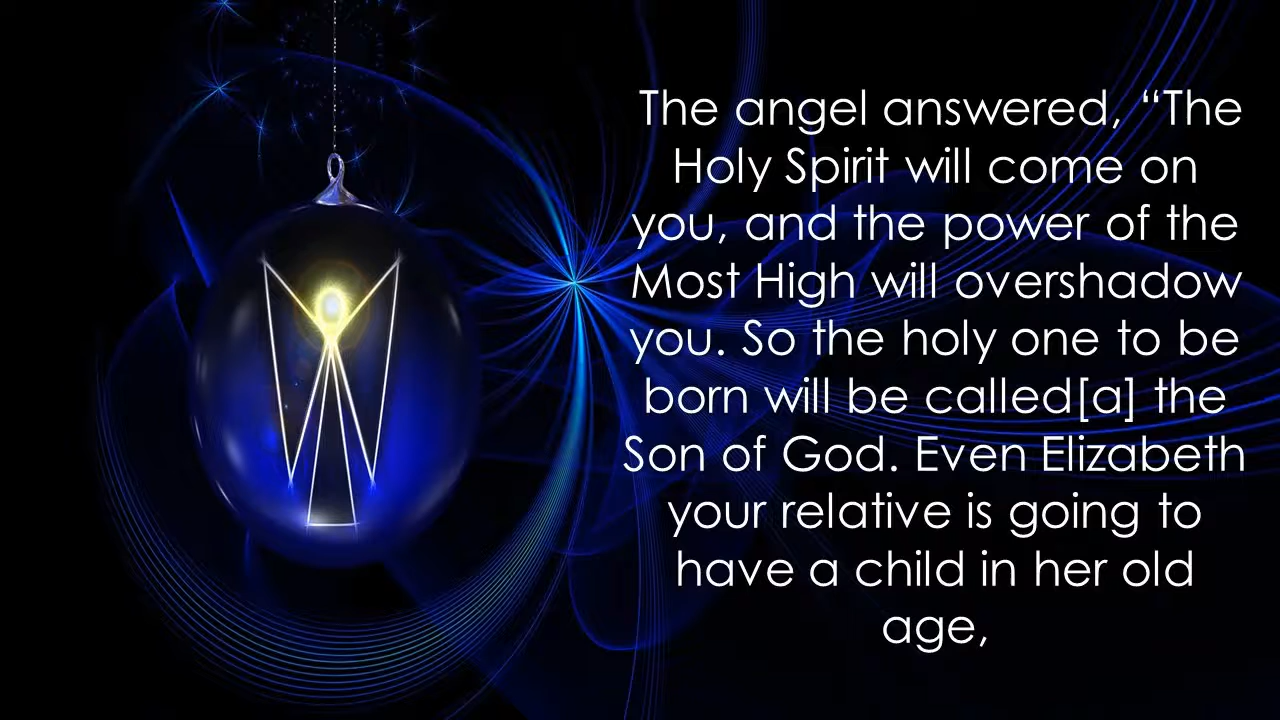 The angel answered, “The
Holy Spirit will come on
you, and the power of the
Most High will overshadow
you. So the holy one to be
born will be called[a] the
Son of God. Even Elizabeth
your relative is going to
have a child in her old
age,